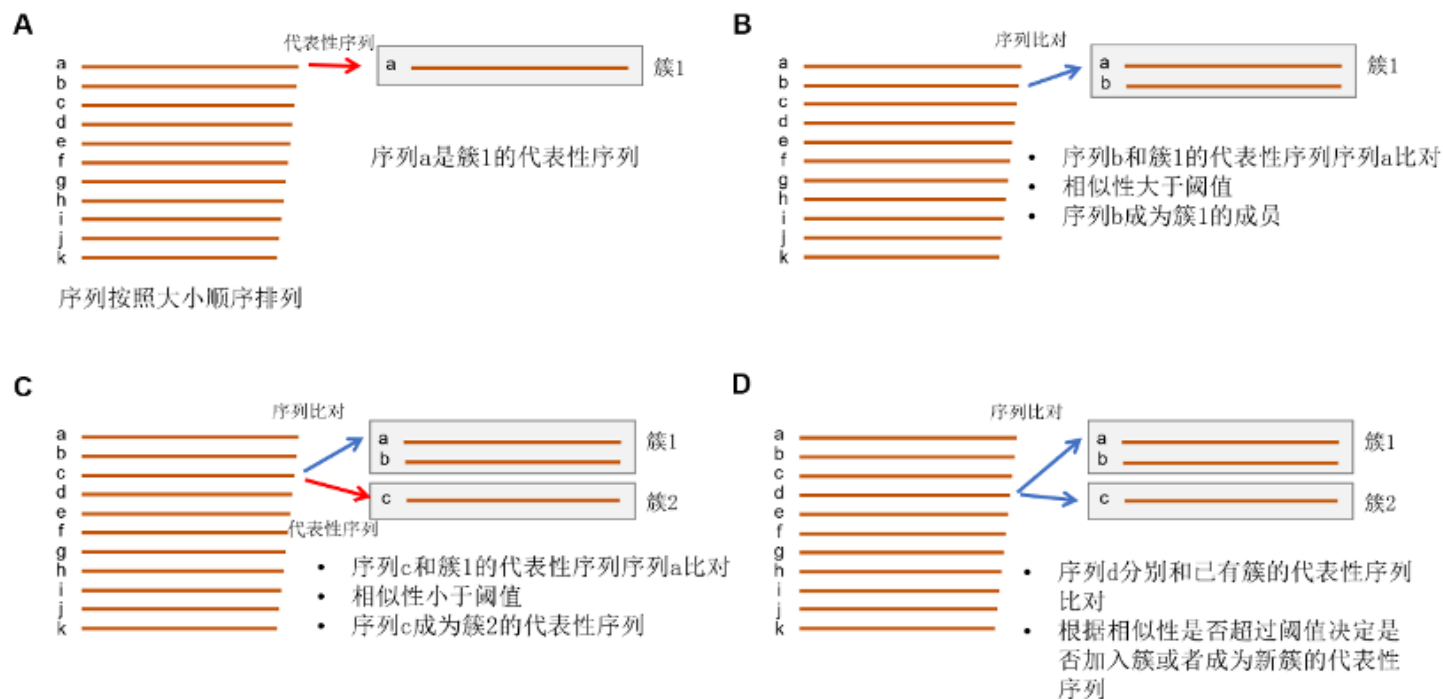 A
代表性序列
a
簇1
a
b
c
d
e
f
g
h
i
j
k
序列a是簇1的代表性序列
序列按照大小顺序排列
B
序列比对
a
b
簇1
a
b
c
d
e
f
g
h
i
j
k
• 序列b和簇1的代表性序列序列a比对
• 相似性大于阈值
• 序列b成为簇1的成员
C
序列比对
a
b
簇1
c
簇2
a
b
c
d
e
f
g
h
i
j
k
代表性序列
• 序列c和簇1的代表性序列序列a比对
• 相似性小于阈值
• 序列c成为簇2的代表性序列
D
序列比对
a
b
簇1
c
簇2
a
b
c
d
e
f
g
h
i
j
k
• 序列d分别和已有簇的代表性序列
比对
• 根据相似性是否超过阈值决定是
否加入簇或者成为新簇的代表性
序列